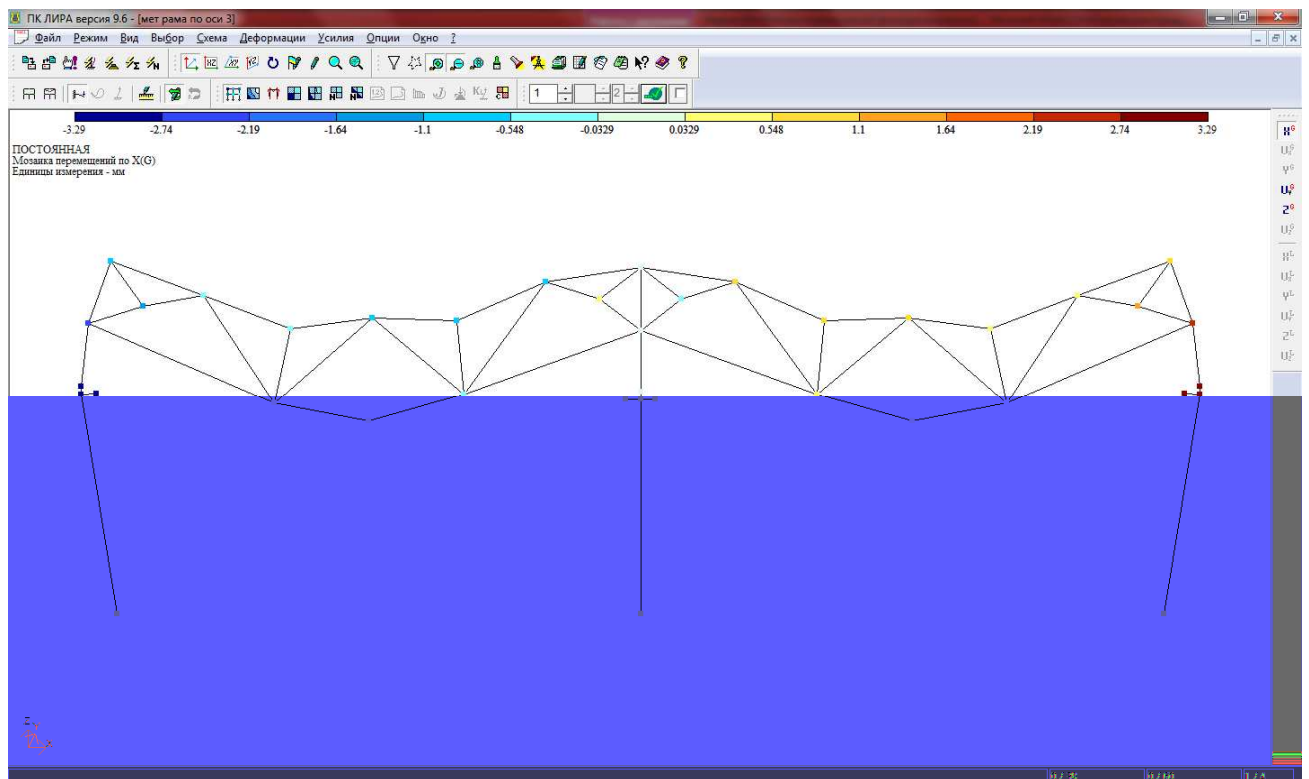 ПК ЛИРА версия 9.6 - [мет рама по оси 3]
Файл Режим Вид Выбор Схема Деформации Усилия Опции Окно ?
1 2
-3.29 -2.74 -2.19 -1.64 -1.1 -0.548 -0.0329 0.0329 0.548 1.1 1.64 2.19 2.74 3.29
ПОСТОЯННАЯ
Мозаика перемещений по X(G)
Единицы измерения - мм